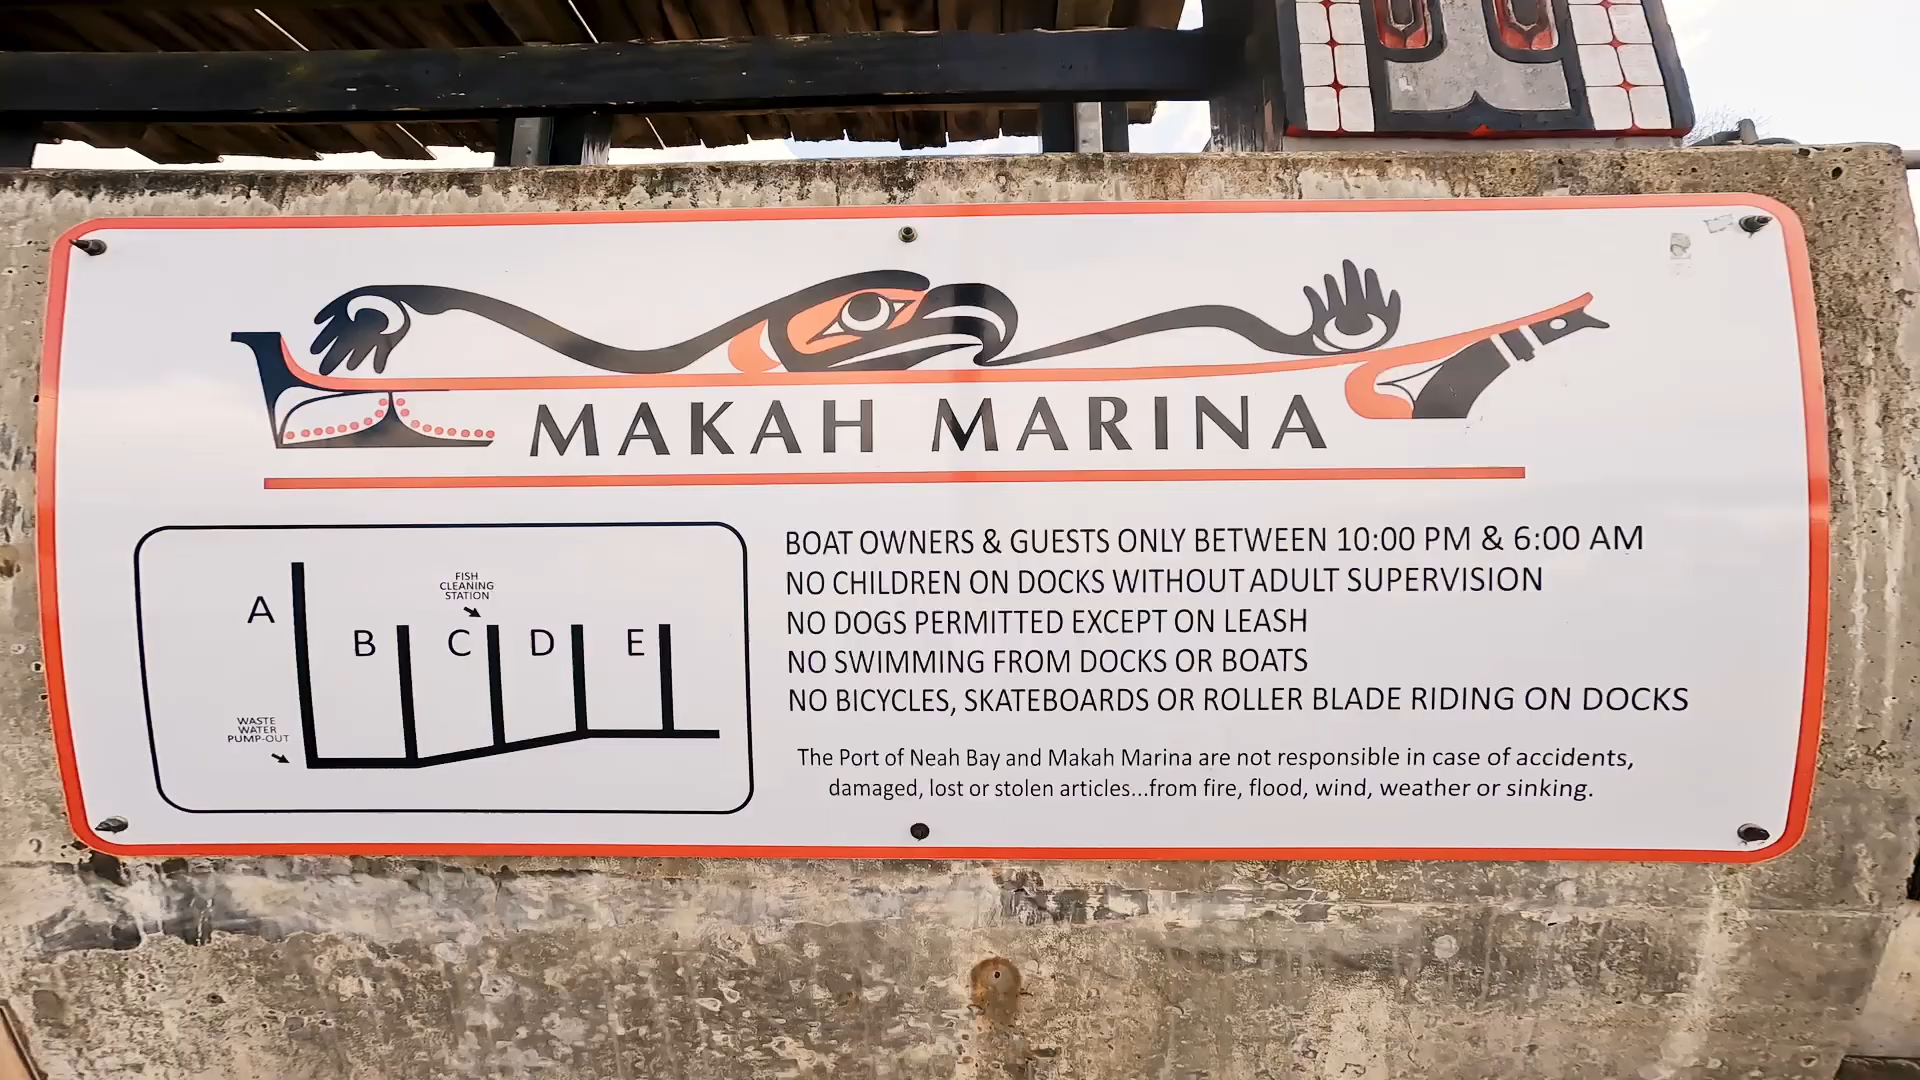 MAKAH MARINA
A
B
C
D
E
FISH
CLEANING
STATION
WASTE
WATER
PUMP-OUT
BOAT OWNERS & GUESTS ONLY BETWEEN 10:00 PM & 6:00 AM
NO CHILDREN ON DOCKS WITHOUT ADULT SUPERVISION
NO DOGS PERMITTED EXCEPT ON LEASH
NO SWIMMING FROM DOCKS OR BOATS
NO BICYCLES, SKATEBOARDS OR ROLLER BLADE RIDING ON DOCKS
The Port of Neah Bay and Makah Marina are not responsible in case of accidents,
damaged, lost or stolen articles...from fire, flood, wind, weather or sinking.